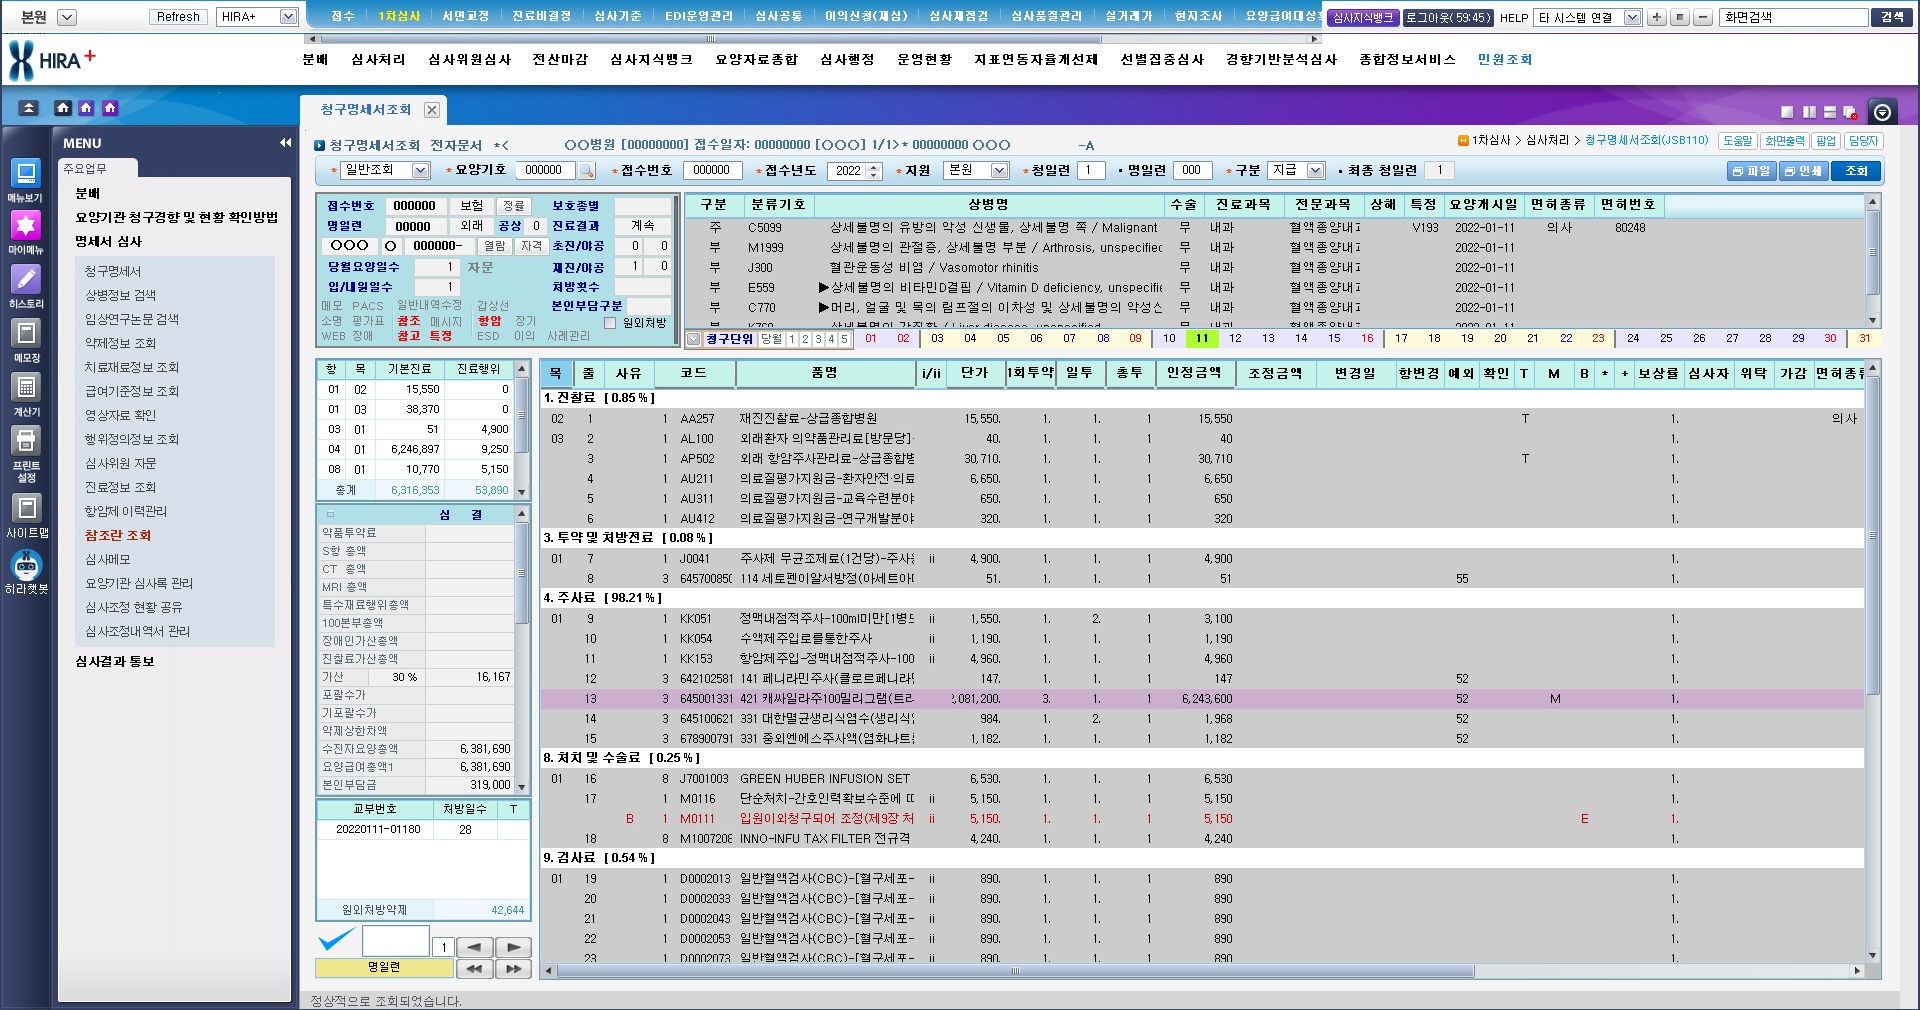 본원 Refresh HIRA+ 접수 1차심사 서면교정 진료비결정 심사기준 EDI운영관리 심사공통 이의신청(재심) 심사재점검 심사품질관리 실거래가 현지조사 요양급여대상 심사지식뱅크 로그아웃(59:45) HELP 타 시스템 연결 화면검색 검색
HIRA+ 분배 심사처리 심사위원심사 전산마감 심사지식뱅크 요양자료종합 심사행정 운영현황 지표연동자율개선제 선별집중심사 경향기반분석심사 종합정보서비스 민원조회
청구명세서조회
MENU
주요업무
분배
요양기관 청구경향 및 현황 확인방법
명세서 심사
청구명세서
상병정보 검색
임상연구논문 검색
약제정보 조회
치료재료정보 조회
급여기준정보 조회
영상자료 확인
행위정의정보 조회
심사위원 자문
진료정보 조회
항암제 이력관리
참조란 조회
심사메모
요양기관 심사록 관리
심사조정 현황 공유
심사조정내역서 관리
심사결과 통보
메뉴보기
마이메뉴
히스토리
메모장
계산기
프린트
설정
사이트맵
히라챗봇
청구명세서조회 전자문서 *< ○○병원 [00000000] 접수일자: 00000000 [○○○] 1/1>* 00000000 ○○○ -A
1차심사 > 심사처리 > 청구명세서조회(JSB110) 도움말 화면출력 팝업 담당자
* 일반조회 * 요양기호 000000 * 접수번호 000000 * 접수년도 2022 * 지원 본원 * 청일련 1 • 명일련 000 * 구분 지급 • 최종 청일련 1 파일 인쇄 조회
접수번호 000000 보험 정률 보호종별
명일련 00000 외래 공상 0 진료결과 계속
○○○ ○ 000000- 열람 자격 초진/야공 0 0
당월요양일수 1 자문 재진/야공 1 0
입/내원일수 1 처방횟수
본인부담구분
메모 PACS 일반내역수정 갑상선
소명 평가표 참조 메시지 항암 장기 원외처방
WEB 장애 참고 특정 ESD 이의 사례관리
구분 분류기호 상병명 수술 진료과목 전문과목 상해 특정 요양개시일 면허종류 면허번호
주 C5099 상세불명의 유방의 악성 신생물, 상세불명 쪽 / Malignant 무 내과 혈액종양내고 V193 2022-01-11 의사 80248
부 M1999 상세불명의 관절증, 상세불명 부분 / Arthrosis, unspecified 무 내과 혈액종양내고 2022-01-11
부 J300 혈관운동성 비염 / Vasomotor rhinitis 무 내과 혈액종양내고 2022-01-11
부 E559 ▶상세불명의 비타민D결핍 / Vitamin D deficiency, unspecifie 무 내과 혈액종양내고 2022-01-11
부 C770 ▶머리, 얼굴 및 목의 림프절의 이차성 및 상세불명의 악성신 무 내과 혈액종양내고 2022-01-11
부 K760 상세불명의 간질환 / Liver disease, unspecified 무 내과 혈액종양내고 2022-01-11
청구단위 당월 1 2 3 4 5 01 02 03 04 05 06 07 08 09 10 11 12 13 14 15 16 17 18 19 20 21 22 23 24 25 26 27 28 29 30 31
항 목 기본진료 진료행위
01 02 15,550 0
01 03 38,370 0
03 01 51 4,900
04 01 6,246,897 9,250
08 01 10,770 5,150
총계 6,316,353 53,890
심 결
약품투약료
S항 총액
CT 총액
MRI 총액
특수재료행위총액
100본부총액
장애인가산총액
진찰료가산총액
가산 30 % 16,167
포괄수가
기포괄수가
약제상한차액
수진자요양총액 6,381,690
요양급여총액1 6,381,690
본인부담금 319,000
교부번호 처방일수 T
20220111-01180 28
원외처방약제 42,644
1
명일련
정상적으로 조회되었습니다.
목 줄 사유 코드 품명 i/ii 단가 1회투약 일투 총투 인정금액 조정금액 변경일 항변경 예외 확인 T M B * + 보상률 심사자 위탁 가감 면허종류
1. 진찰료 [ 0.85 % ]
02 1 1 AA257 재진진찰료-상급종합병원 15,550. 1. 1. 1 15,550 T 1. 의사
03 2 1 AL100 외래환자 의약품관리료[방문당]- 40. 1. 1. 1 40 1.
3 1 AP502 외래 항암주사관리료-상급종합병 30,710. 1. 1. 1 30,710 T 1.
4 1 AU211 의료질평가지원금-환자안전·의료 6,650. 1. 1. 1 6,650 1.
5 1 AU311 의료질평가지원금-교육수련분야 650. 1. 1. 1 650 1.
6 1 AU412 의료질평가지원금-연구개발분야 320. 1. 1. 1 320 1.
3. 투약 및 처방전료 [ 0.08 % ]
01 7 1 J0041 주사제 무균조제료(1건당)-주사용 ii 4,900. 1. 1. 1 4,900 1.
8 3 64570085 114 세토펜이알서방정(아세트아미 51. 1. 1. 1 51 55 1.
4. 주사료 [ 98.21 % ]
01 9 1 KK051 정맥내점적주사-100ml미만[1병드 ii 1,550. 1. 2. 1 3,100 1.
10 1 KK054 수액제주입로를통한주사 ii 1,190. 1. 1. 1 1,190 1.
11 1 KK153 항암제주입-정맥내점적주사-100 ii 4,960. 1. 1. 1 4,960 1.
12 3 642102581 141 페니라민주사(클로르페니라민 147. 1. 1. 1 147 52 1.
13 3 645001331 421 캐싸일라주100밀리그램(트라 2,081,200. 3. 1. 1 6,243,600 52 M 1.
14 3 645100621 331 대한멸균생리식염수(생리식염 984. 1. 2. 1 1,968 52 1.
15 3 678900791 331 중외엔에스주사액(염화나트륨 1,182. 1. 1. 1 1,182 52 1.
8. 처치 및 수술료 [ 0.25 % ]
01 16 8 J7001003 GREEN HUBER INFUSION SET 6,530. 1. 1. 1 6,530 1.
17 1 M0116 단순처치-간호인력확보수준에 따 ii 5,150. 1. 1. 1 5,150 1.
B 1 M0111 입원이외청구되어 조정(제9장 처 ii 5,150. 1. 1. 1 5,150 E 1.
18 8 M1007208 INNO-INFU TAX FILTER 전규격 4,240. 1. 1. 1 4,240 1.
9. 검사료 [ 0.54 % ]
01 19 1 D0002013 일반혈액검사(CBC)-[혈구세포- ii 890. 1. 1. 1 890 1.
20 1 D0002033 일반혈액검사(CBC)-[혈구세포- ii 890. 1. 1. 1 890 1.
21 1 D0002043 일반혈액검사(CBC)-[혈구세포- ii 890. 1. 1. 1 890 1.
22 1 D0002053 일반혈액검사(CBC)-[혈구세포- ii 890. 1. 1. 1 890 1.
23 1 D0002073 일반혈액검사(CBC)-[혈구세포- ii 890. 1. 1. 1 890 1.